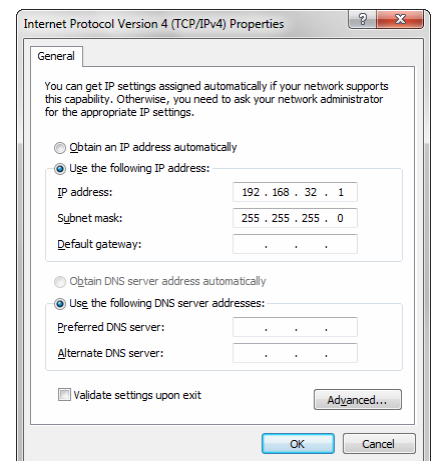 Internet Protocol Version 4 (TCP/IPv4) Properties
General
You can get IP settings assigned automatically if your network supports
this capability. Otherwise, you need to ask your network administrator
for the appropriate IP settings.
Obtain an IP address automatically
Use the following IP address:
IP address: 192 . 168 . 32 . 1
Subnet mask: 255 . 255 . 255 . 0
Default gateway: . . .
Obtain DNS server address automatically
Use the following DNS server addresses:
Preferred DNS server: . . .
Alternate DNS server: . . .
Validate settings upon exit
Advanced...
OK Cancel